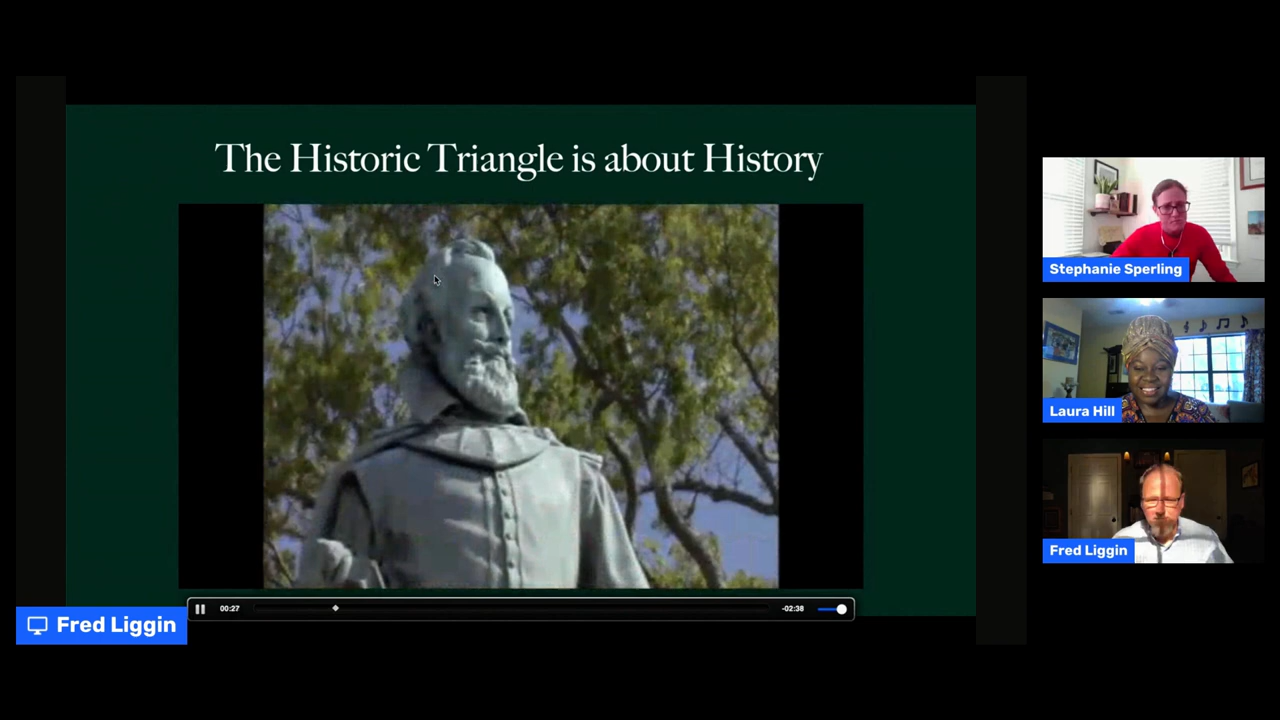 The Historic Triangle is about History
00:27
-02:38
Fred Liggin
Stephanie Sperling
Laura Hill
Fred Liggin